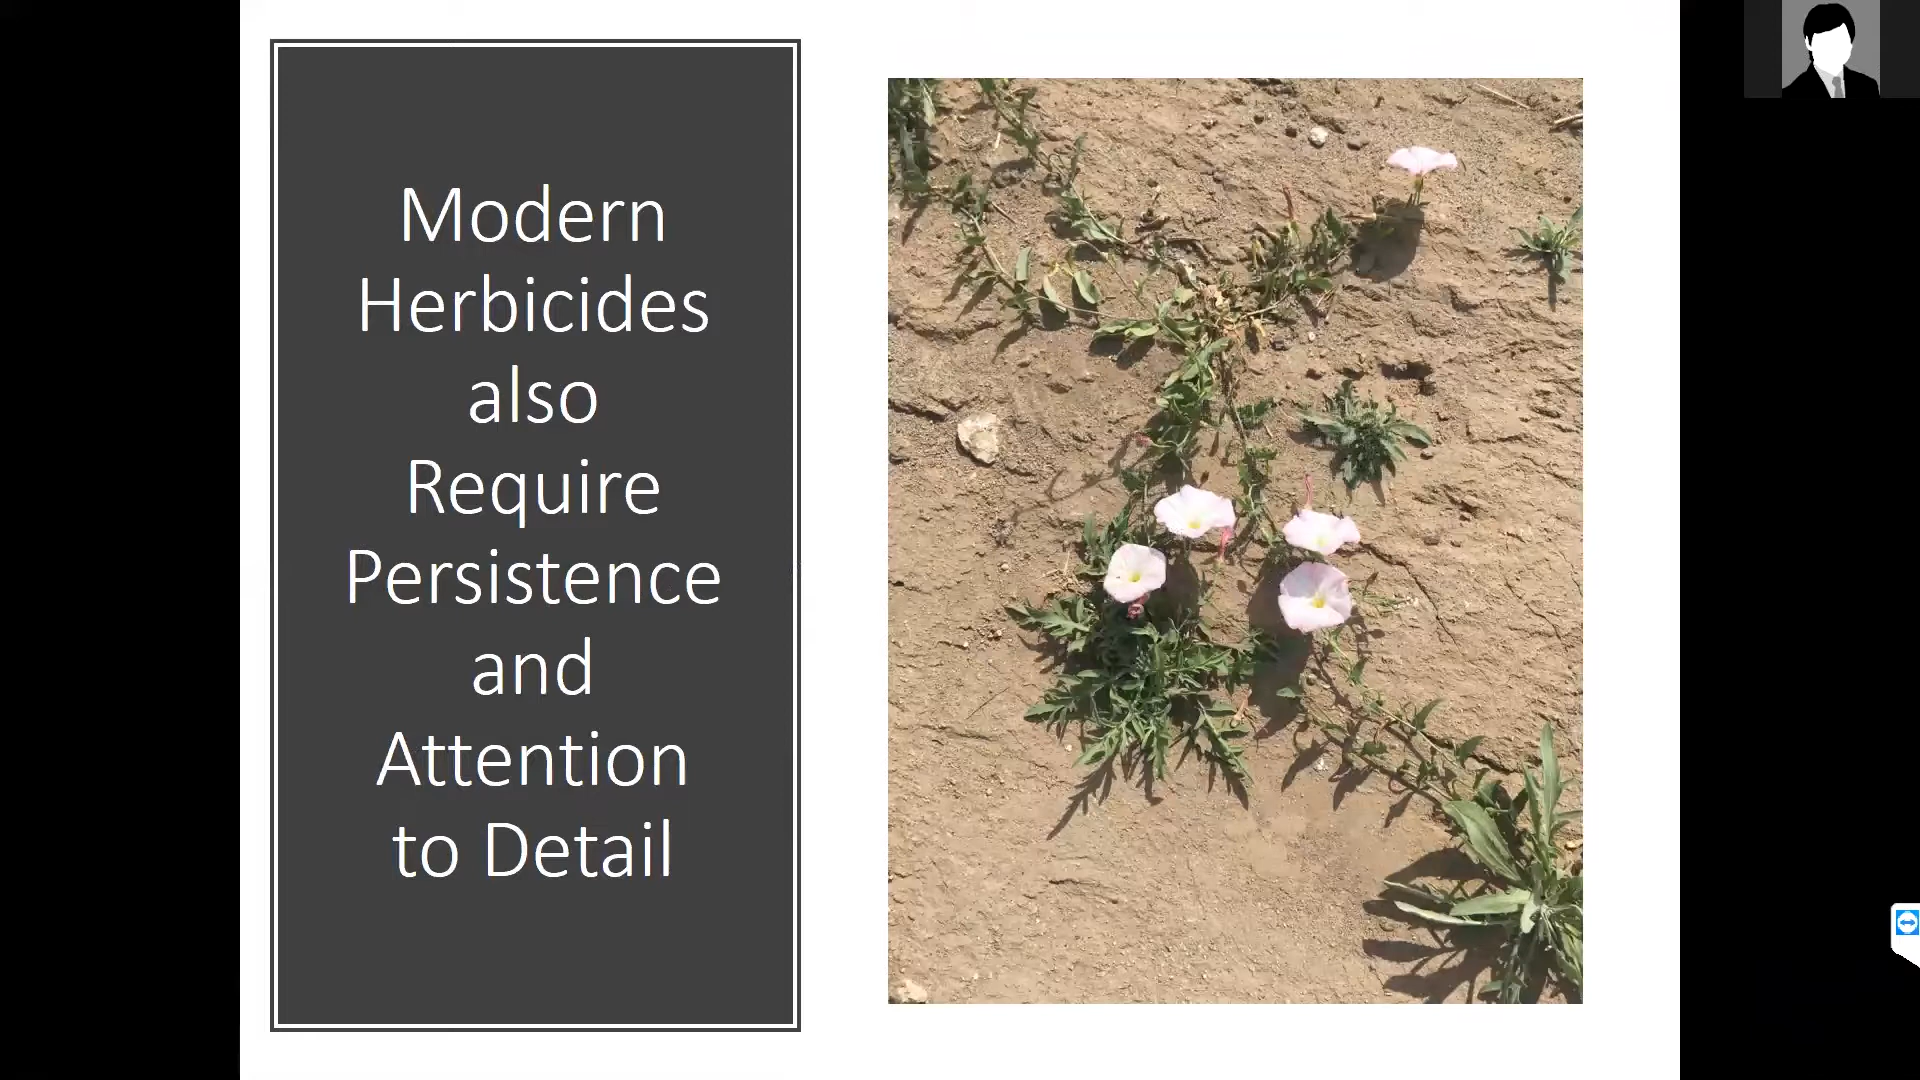 Modern
Herbicides
also
Require
Persistence
and
Attention
to Detail